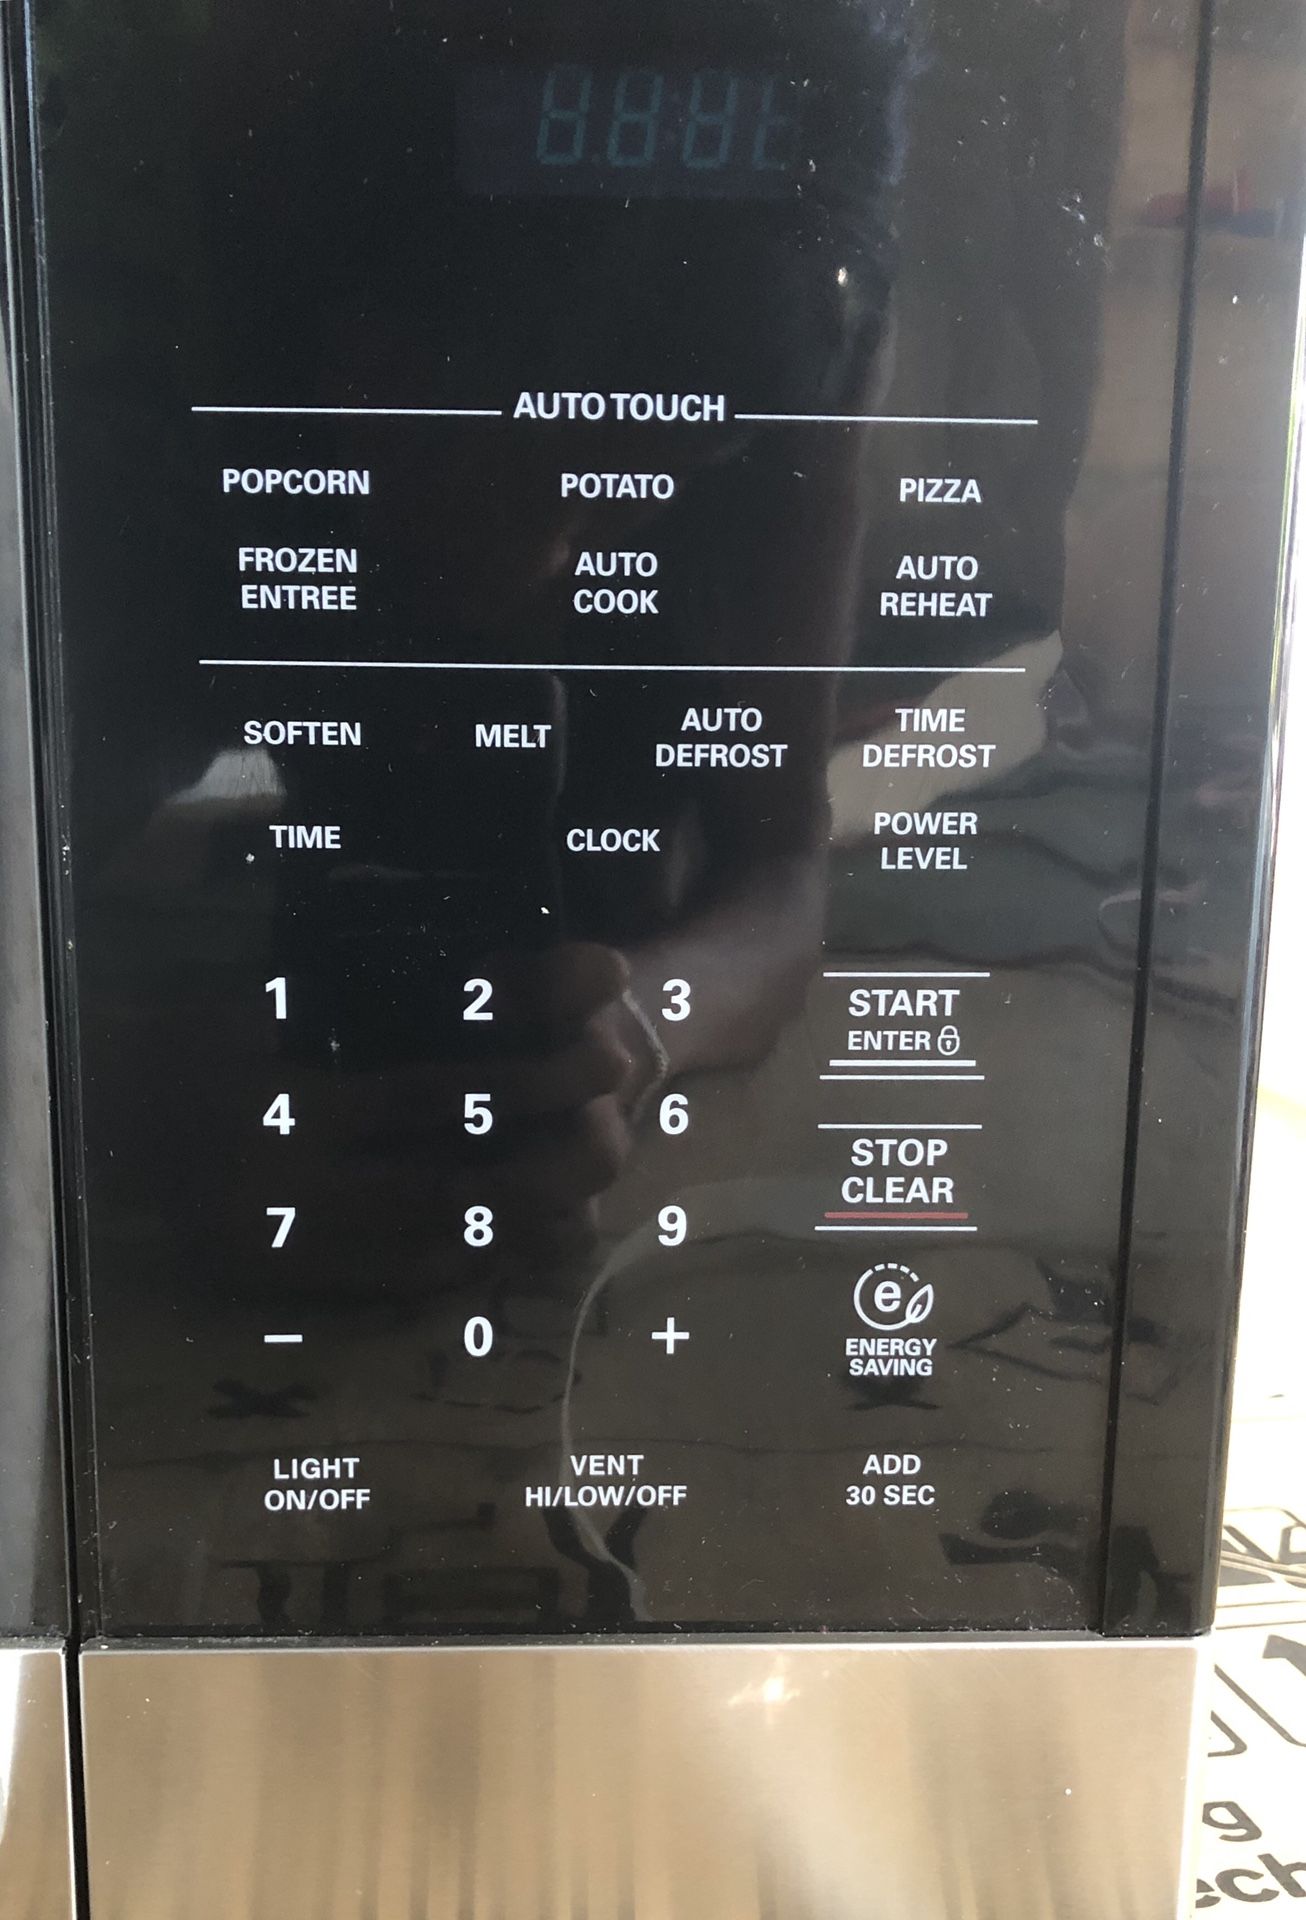 AUTO TOUCH
POPCORN POTATO PIZZA
FROZEN AUTO AUTO
ENTREE COOK REHEAT
SOFTEN MELT AUTO TIME
DEFROST DEFROST
TIME CLOCK POWER
LEVEL
1 2 3 START
ENTER
4 5 6 STOP
CLEAR
7 8 9
− 0 + e
ENERGY
SAVING
LIGHT VENT ADD
ON/OFF HI/LOW/OFF 30 SEC